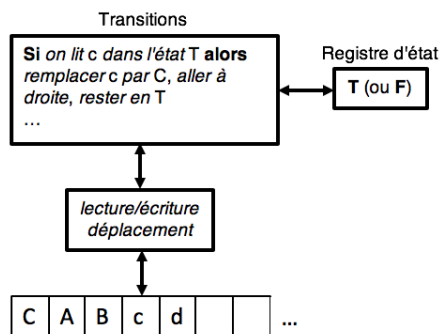 Transitions
Si on lit c dans l'état T alors
remplacer c par C, aller à
droite, rester en T
...
Registre d'état
T (ou F)
lecture/écriture
déplacement
C A B c d ...